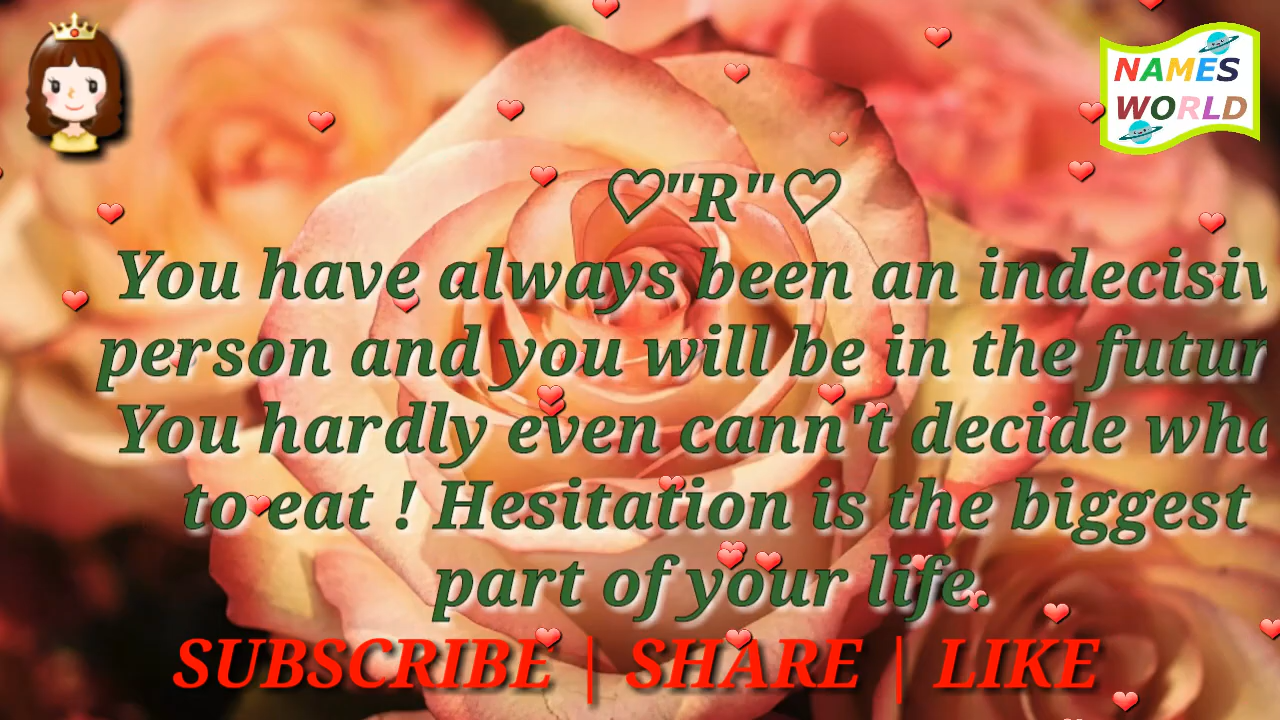 NAMES
WORLD
♡"R"♡
You have always been an indecisiv
person and you will be in the futur
You hardly even cann't decide wha
to eat ! Hesitation is the biggest
part of your life.
SUBSCRIBE | SHARE | LIKE